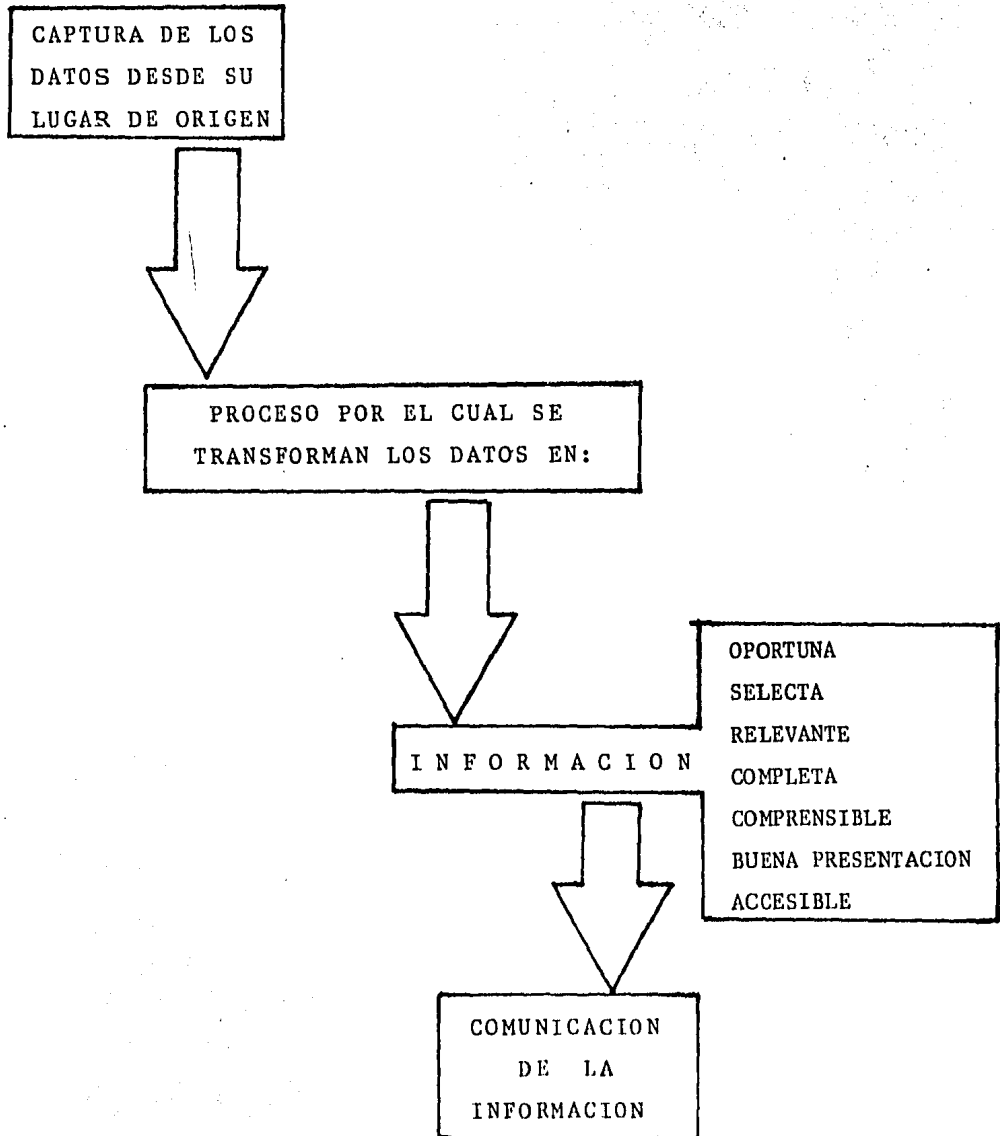 CAPTURA DE LOS
DATOS DESDE SU
LUGAR DE ORIGEN
PROCESO POR EL CUAL SE
TRANSFORMAN LOS DATOS EN:
INFORMACION
OPORTUNA
SELECTA
RELEVANTE
COMPLETA
COMPRENSIBLE
BUENA PRESENTACION
ACCESIBLE
COMUNICACION
DE LA
INFORMACION